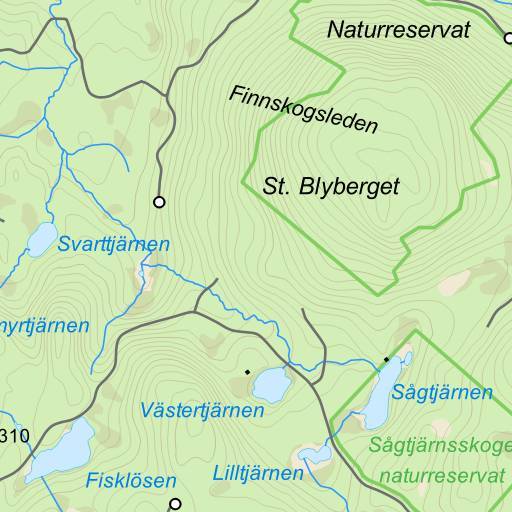 Naturreservat
Finnskogsleden
St. Blyberget
Svarttjärnen
myrtjärnen
Sågtjärnen
Västertjärnen
310
Sågtjärnsskoge
Lilltjärnen
naturreservat
Fisklösen